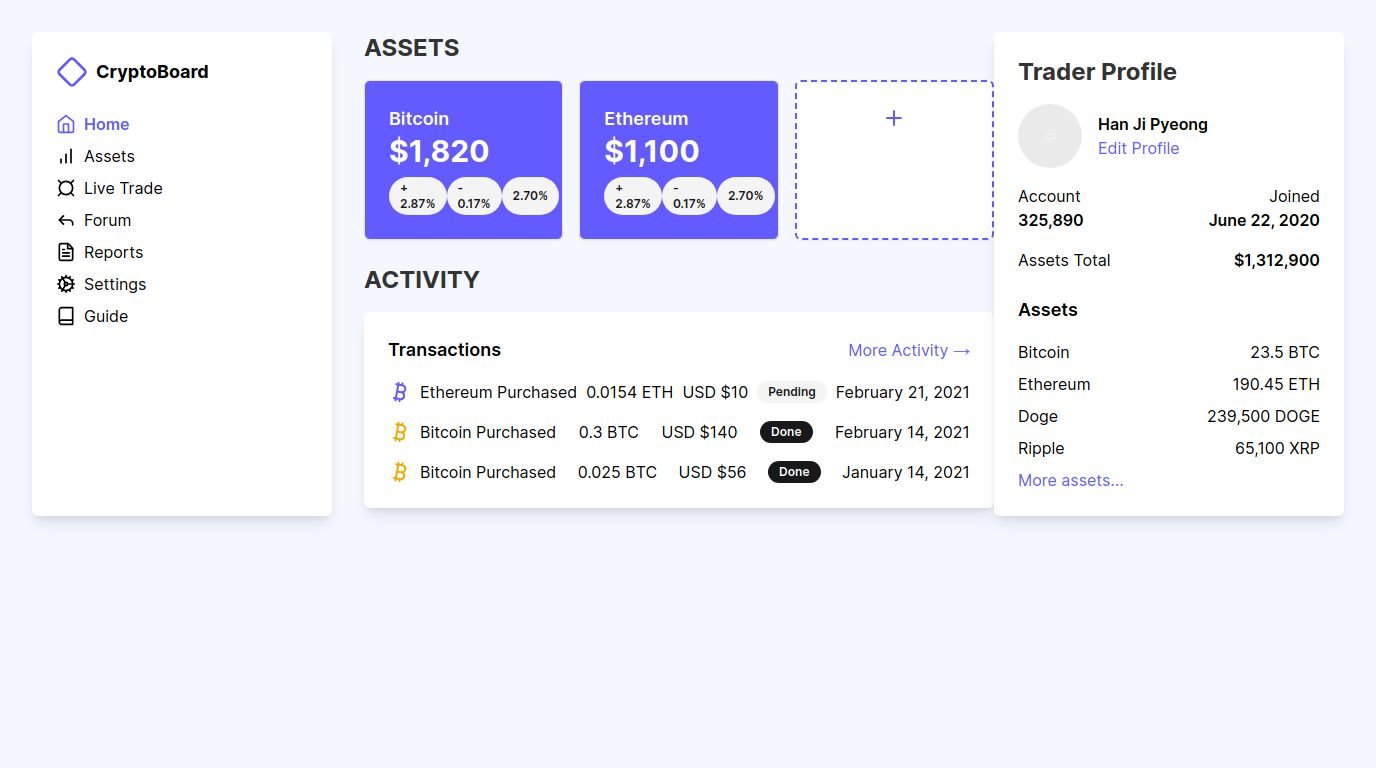 CryptoBoard
Home
Assets
Live Trade
Forum
Reports
Settings
Guide
ASSETS
Bitcoin
$1,820
+
2.87%
-
0.17%
2.70%
Ethereum
$1,100
+
2.87%
-
0.17%
2.70%
+
ACTIVITY
Transactions
More Activity →
Ethereum Purchased 0.0154 ETH USD $10 Pending February 21, 2021
Bitcoin Purchased 0.3 BTC USD $140 Done February 14, 2021
Bitcoin Purchased 0.025 BTC USD $56 Done January 14, 2021
Trader Profile
Han Ji Pyeong
Edit Profile
Account Joined
325,890 June 22, 2020
Assets Total $1,312,900
Assets
Bitcoin 23.5 BTC
Ethereum 190.45 ETH
Doge 239,500 DOGE
Ripple 65,100 XRP
More assets...